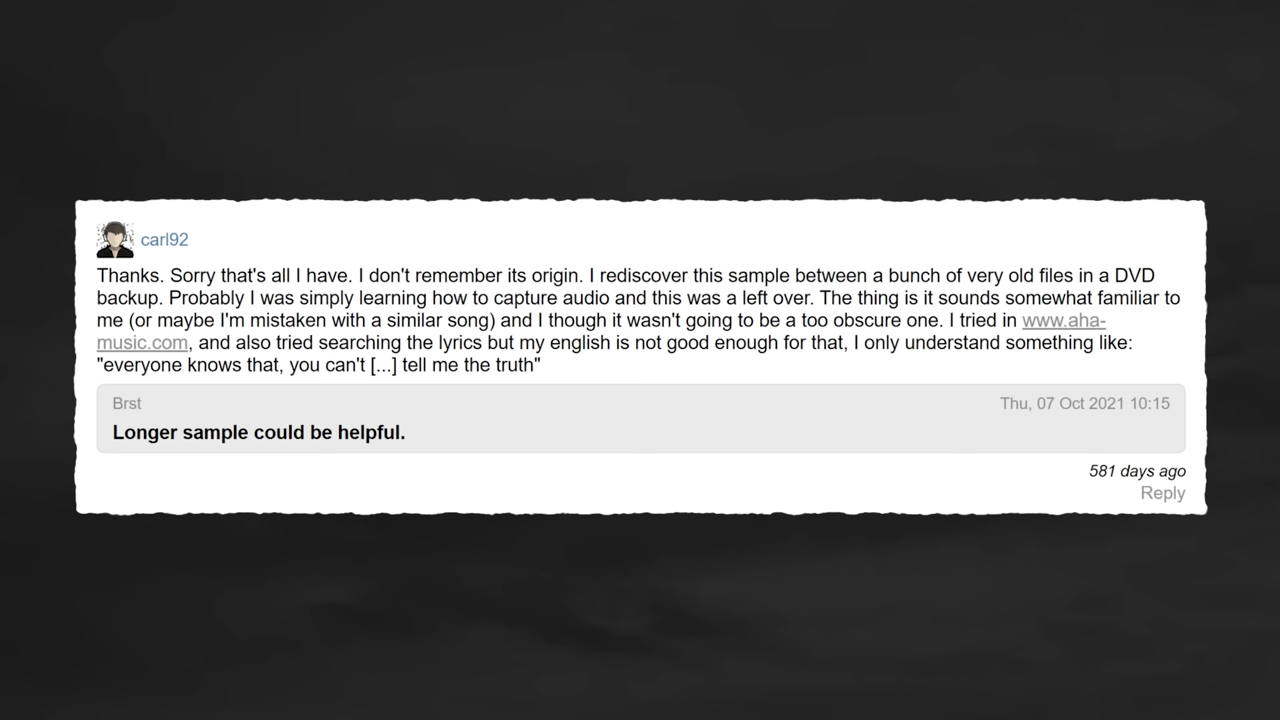 carl92
Thanks. Sorry that's all I have. I don't remember its origin. I rediscover this sample between a bunch of very old files in a DVD
backup. Probably I was simply learning how to capture audio and this was a left over. The thing is it sounds somewhat familiar to
me (or maybe I'm mistaken with a similar song) and I though it wasn't going to be a too obscure one. I tried in www.aha-
music.com, and also tried searching the lyrics but my english is not good enough for that, I only understand something like:
"everyone knows that, you can't [...] tell me the truth"
Brst Thu, 07 Oct 2021 10:15
Longer sample could be helpful.
581 days ago
Reply